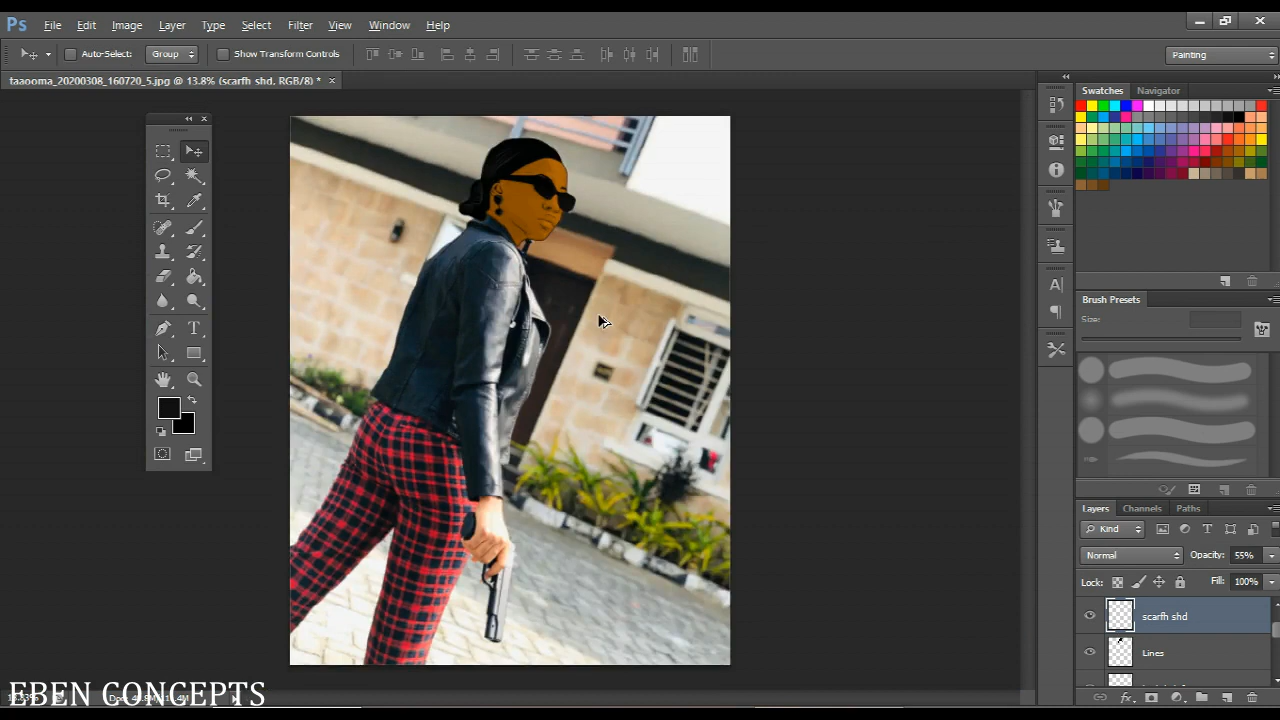 Ps File Edit Image Layer Type Select Filter View Window Help
Auto-Select: Group Show Transform Controls Painting
taaooma_20200308_160720_5.jpg @ 13.8% (scarfh shd, RGB/8) * ×
Swatches Navigator
Brush Presets
Size:
Layers Channels Paths
Kind
Normal Opacity: 55%
Lock: Fill: 100%
scarfh shd
Lines
EBEN CONCEPTS